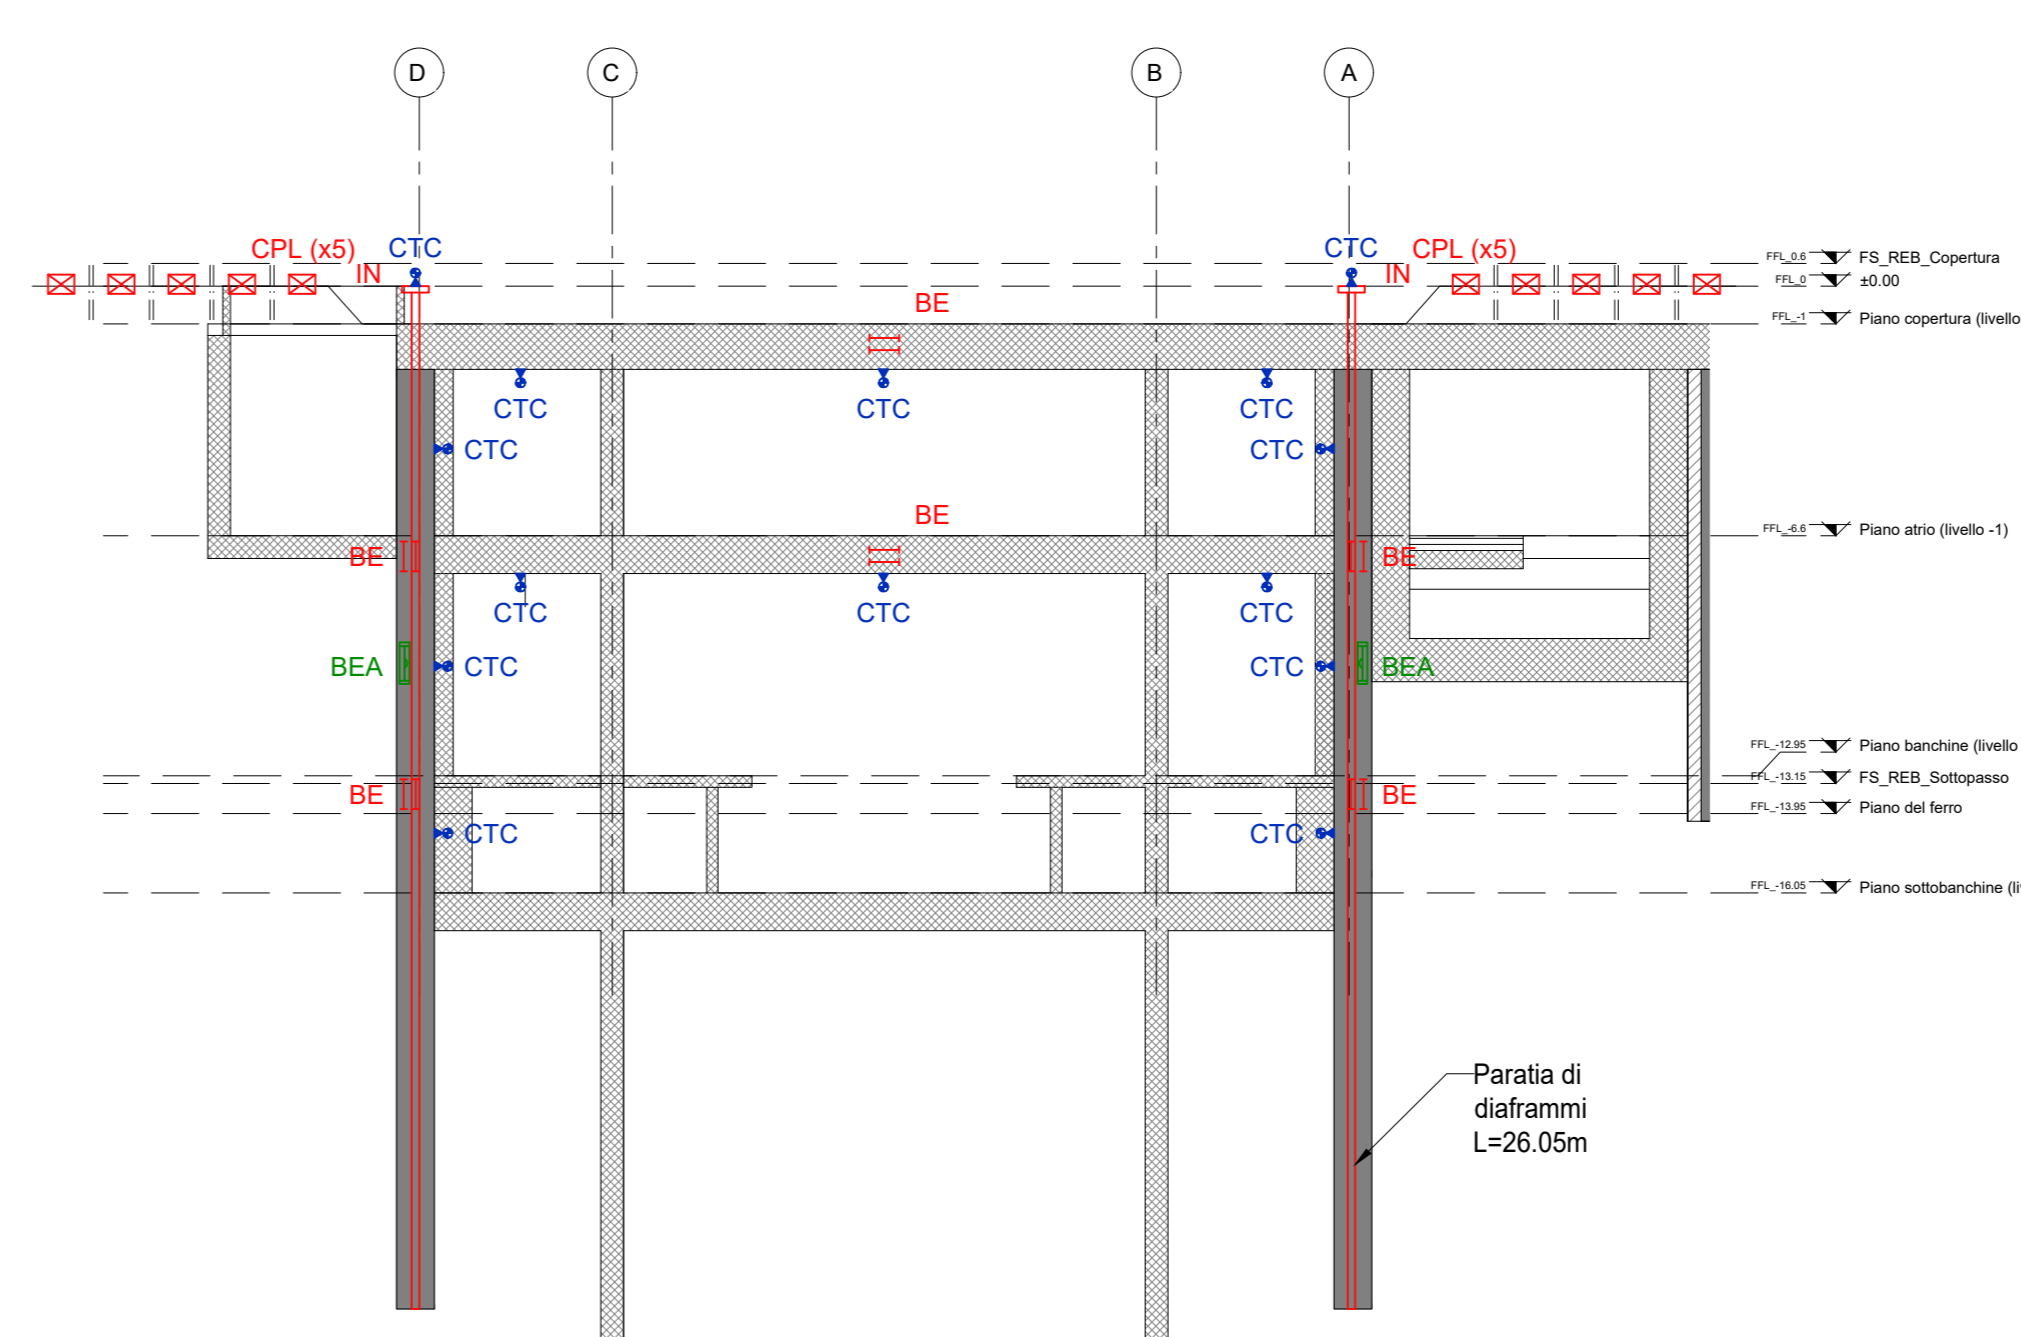 D C B A
CPL (x5) CTC CTC CPL (x5)
FFL_0.6 FS_REB_Copertura
IN IN
FFL_0 ±0.00
BE
FFL_-1 Piano copertura (livello
CTC CTC CTC
CTC CTC
BE
FFL_-6.6 Piano atrio (livello -1)
BE BE
CTC CTC CTC
BEA CTC CTC BEA
FFL_-12.95 Piano banchine (livello
FFL_-13.15 FS_REB_Sottopasso
BE BE
FFL_-13.95 Piano del ferro
CTC CTC
FFL_-16.05 Piano sottobanchine (li
Paratia di
diaframmi
L=26.05m